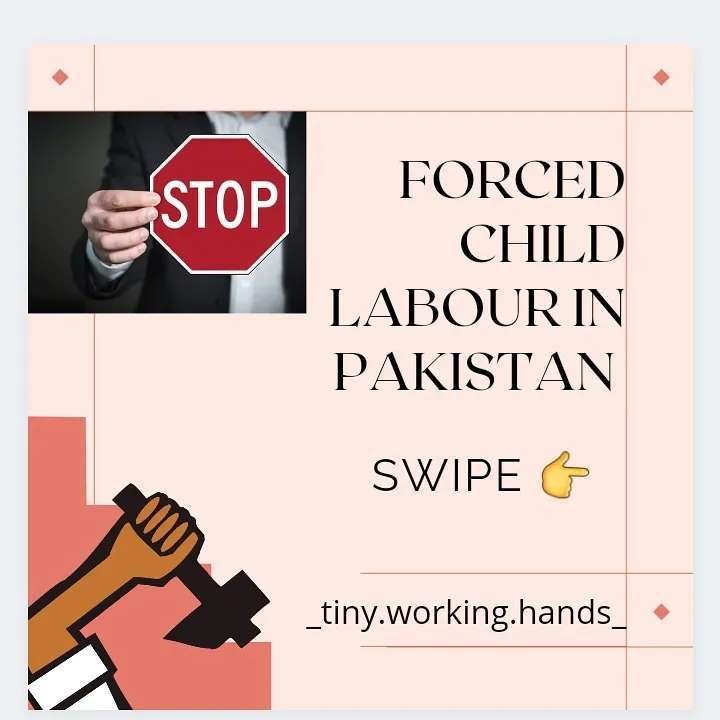 STOP
FORCED
CHILD
LABOUR IN
PAKISTAN
SWIPE 👉
_tiny.working.hands_